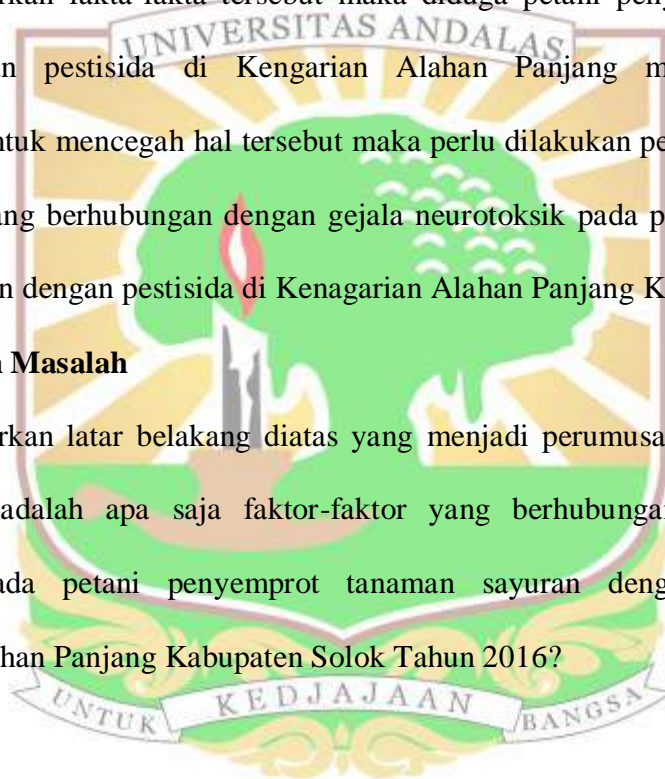 rkan fakta-fakta tersebut maka diduga petani peny
UNIVERSITAS ANDALAS
n pestisida di Kengarian Alahan Panjang m
ntuk mencegah hal tersebut maka perlu dilakukan pe
ang berhubungan dengan gejala neurotoksik pada p
n dengan pestisida di Kenagarian Alahan Panjang K
n Masalah
rkan latar belakang diatas yang menjadi perumusa
adalah apa saja faktor-faktor yang berhubungan
ada petani penyemprot tanaman sayuran deng
han Panjang Kabupaten Solok Tahun 2016?
UNTUK KEDJAJAAN BANGSA